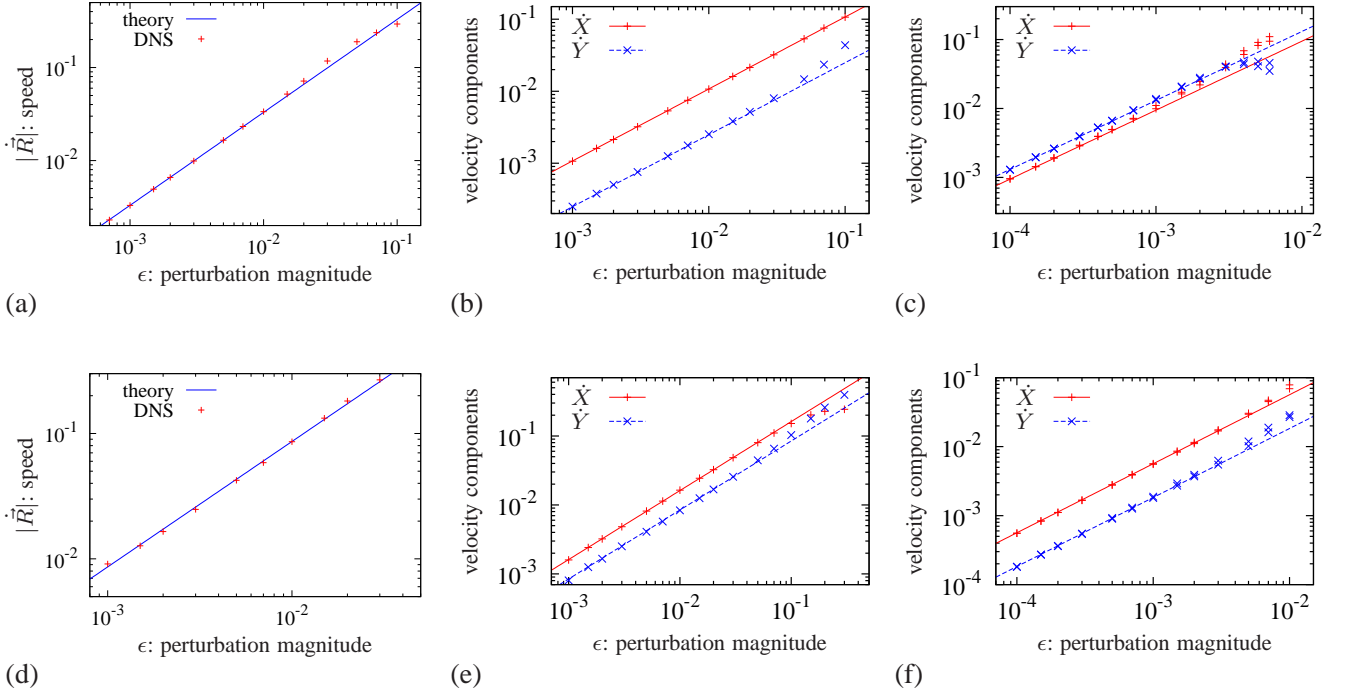 theory
DNS
|Ṙ⃗|: speed
10⁻¹
10⁻²
10⁻³
10⁻²
10⁻¹
ϵ: perturbation magnitude
(a)
Ẋ
Ẏ
velocity components
10⁻¹
10⁻²
10⁻³
10⁻³
10⁻²
10⁻¹
ϵ: perturbation magnitude
(b)
Ẋ
Ẏ
velocity components
10⁻¹
10⁻²
10⁻³
10⁻⁴
10⁻³
10⁻²
ϵ: perturbation magnitude
(c)
theory
DNS
|Ṙ⃗|: speed
10⁻¹
10⁻²
10⁻³
10⁻²
ϵ: perturbation magnitude
(d)
Ẋ
Ẏ
velocity components
10⁻¹
10⁻²
10⁻³
10⁻³
10⁻²
10⁻¹
ϵ: perturbation magnitude
(e)
Ẋ
Ẏ
velocity components
10⁻¹
10⁻²
10⁻³
10⁻⁴
10⁻⁴
10⁻³
10⁻²
ϵ: perturbation magnitude
(f)